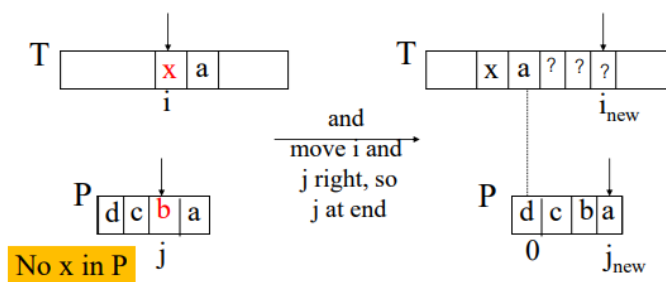 T
x a
i
P
d c b a
j
No x in P
and
move i and
j right, so
j at end
T
x a ? ? ?
i new
P
d c b a
0
j new